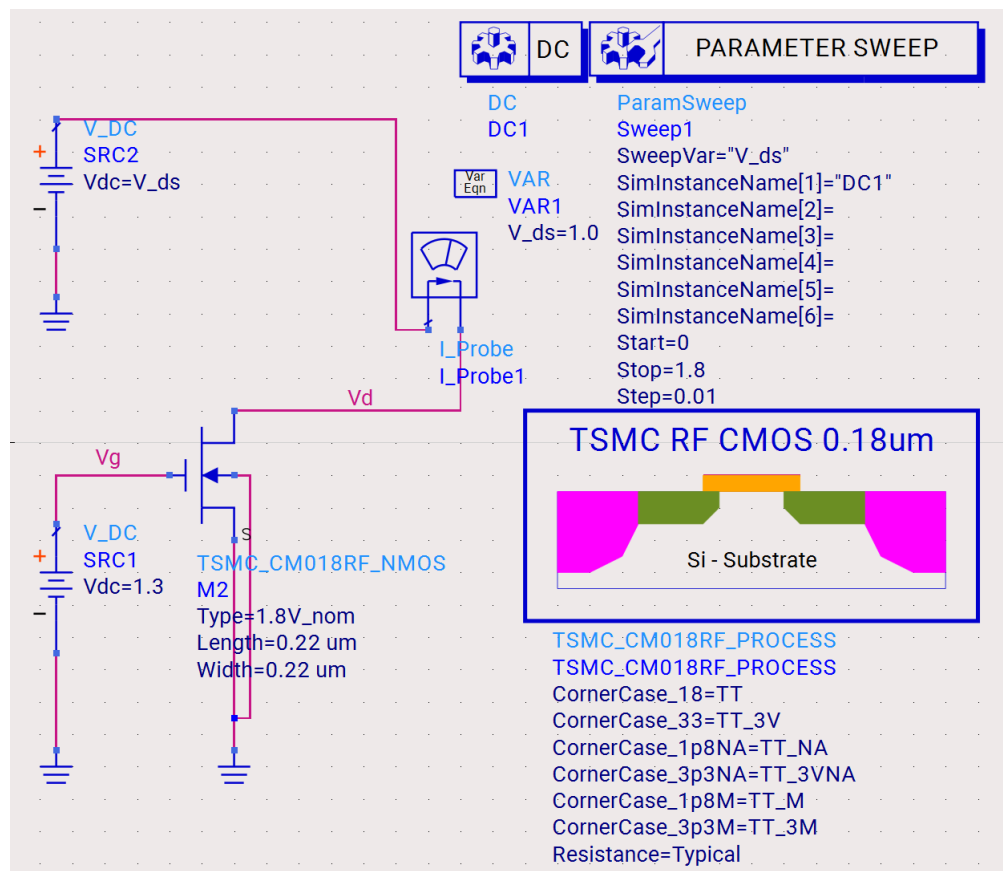 DC
PARAMETER SWEEP
DC
DC1
ParamSweep
Sweep1
SweepVar="V_ds"
SimInstanceName[1]="DC1"
SimInstanceName[2]=
SimInstanceName[3]=
SimInstanceName[4]=
SimInstanceName[5]=
SimInstanceName[6]=
Start=0
Stop=1.8
Step=0.01
+
V_DC
SRC2
Vdc=V_ds
−
Var
Eqn
VAR
VAR1
V_ds=1.0
I_Probe
I_Probe1
Vd
Vg
+
V_DC
SRC1
Vdc=1.3
−
S
TSMC_CM018RF_NMOS
M2
Type=1.8V_nom
Length=0.22 um
Width=0.22 um
TSMC RF CMOS 0.18um
Si - Substrate
TSMC_CM018RF_PROCESS
TSMC_CM018RF_PROCESS
CornerCase_18=TT
CornerCase_33=TT_3V
CornerCase_1p8NA=TT_NA
CornerCase_3p3NA=TT_3VNA
CornerCase_1p8M=TT_M
CornerCase_3p3M=TT_3M
Resistance=Typical